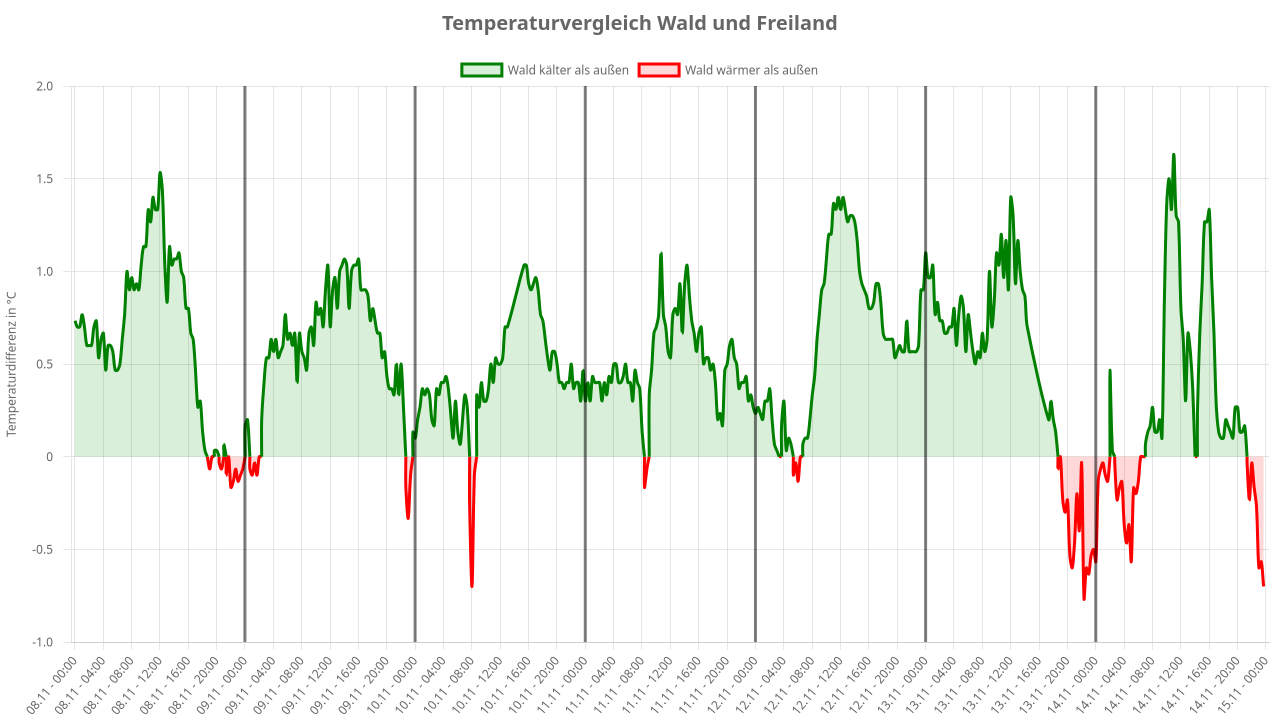 Temperaturvergleich Wald und Freiland
Wald kälter als außen
Wald wärmer als außen
Temperaturdifferenz in °C
2.0
1.5
1.0
0.5
0
-0.5
-1.0
08.11 - 00:00
08.11 - 04:00
08.11 - 08:00
08.11 - 12:00
08.11 - 16:00
08.11 - 20:00
09.11 - 00:00
09.11 - 04:00
09.11 - 08:00
09.11 - 12:00
09.11 - 16:00
09.11 - 20:00
10.11 - 00:00
10.11 - 04:00
10.11 - 08:00
10.11 - 12:00
10.11 - 16:00
10.11 - 20:00
11.11 - 00:00
11.11 - 04:00
11.11 - 08:00
11.11 - 12:00
11.11 - 16:00
11.11 - 20:00
12.11 - 00:00
12.11 - 04:00
12.11 - 08:00
12.11 - 12:00
12.11 - 16:00
12.11 - 20:00
13.11 - 00:00
13.11 - 04:00
13.11 - 08:00
13.11 - 12:00
13.11 - 16:00
13.11 - 20:00
14.11 - 00:00
14.11 - 04:00
14.11 - 08:00
14.11 - 12:00
14.11 - 16:00
14.11 - 20:00
15.11 - 00:00